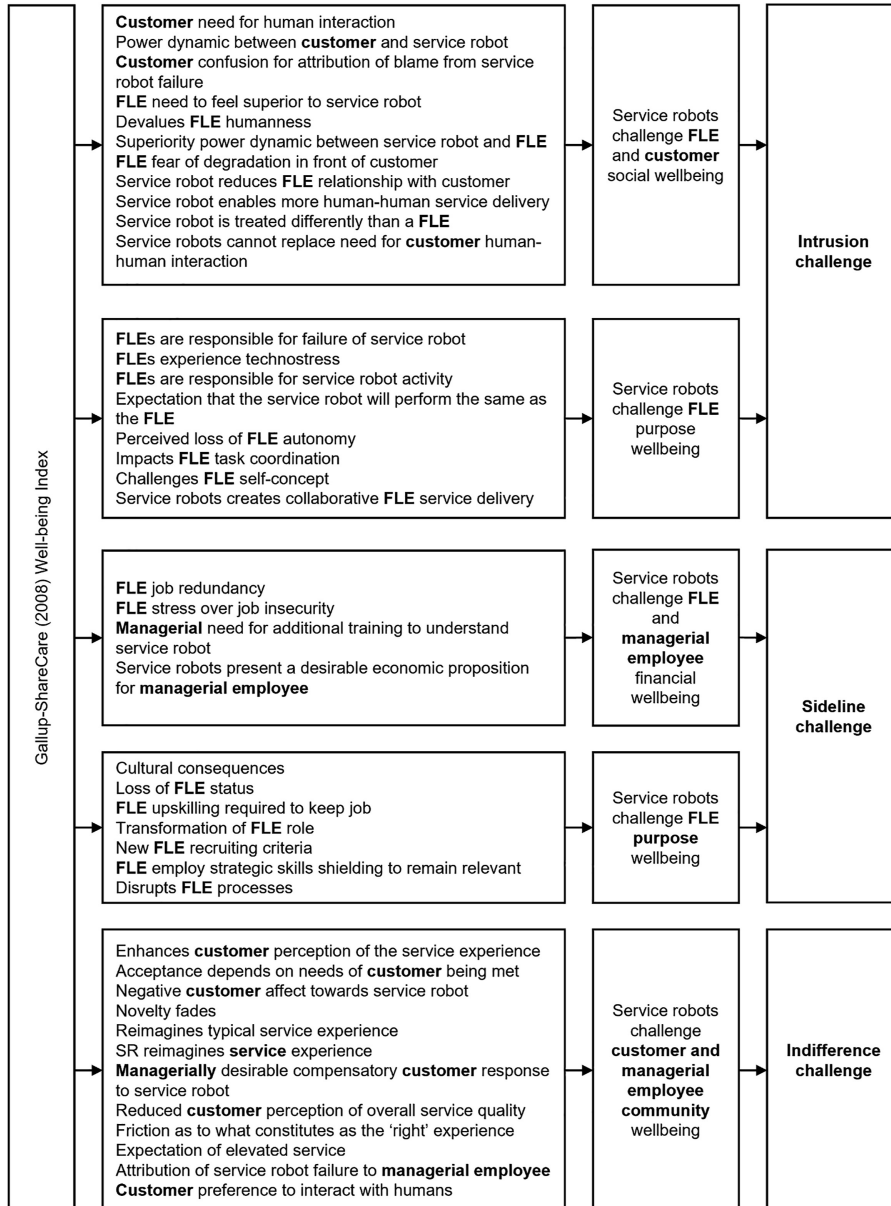 Gallup-ShareCare (2008) Well-being Index
Customer need for human interaction
Power dynamic between customer and service robot
Customer confusion for attribution of blame from service
robot failure
FLE need to feel superior to service robot
Devalues FLE humanness
Superiority power dynamic between service robot and FLE
FLE fear of degradation in front of customer
Service robot reduces FLE relationship with customer
Service robot enables more human-human service delivery
Service robot is treated differently than a FLE
Service robots cannot replace need for customer human-
human interaction
Service robots
challenge FLE
and customer
social wellbeing
Intrusion
challenge
FLEs are responsible for failure of service robot
FLEs experience technostress
FLEs are responsible for service robot activity
Expectation that the service robot will perform the same as
the FLE
Perceived loss of FLE autonomy
Impacts FLE task coordination
Challenges FLE self-concept
Service robots creates collaborative FLE service delivery
Service robots
challenge FLE
purpose
wellbeing
FLE job redundancy
FLE stress over job insecurity
Managerial need for additional training to understand
service robot
Service robots present a desirable economic proposition
for managerial employee
Service robots
challenge FLE
and
managerial
employee
financial
wellbeing
Sideline
challenge
Cultural consequences
Loss of FLE status
FLE upskilling required to keep job
Transformation of FLE role
New FLE recruiting criteria
FLE employ strategic skills shielding to remain relevant
Disrupts FLE processes
Service robots
challenge FLE
purpose
wellbeing
Enhances customer perception of the service experience
Acceptance depends on needs of customer being met
Negative customer affect towards service robot
Novelty fades
Reimagines typical service experience
SR reimagines service experience
Managerially desirable compensatory customer response
to service robot
Reduced customer perception of overall service quality
Friction as to what constitutes as the ‘right’ experience
Expectation of elevated service
Attribution of service robot failure to managerial employee
Customer preference to interact with humans
Service robots
challenge
customer and
managerial
employee
community
wellbeing
Indifference
challenge